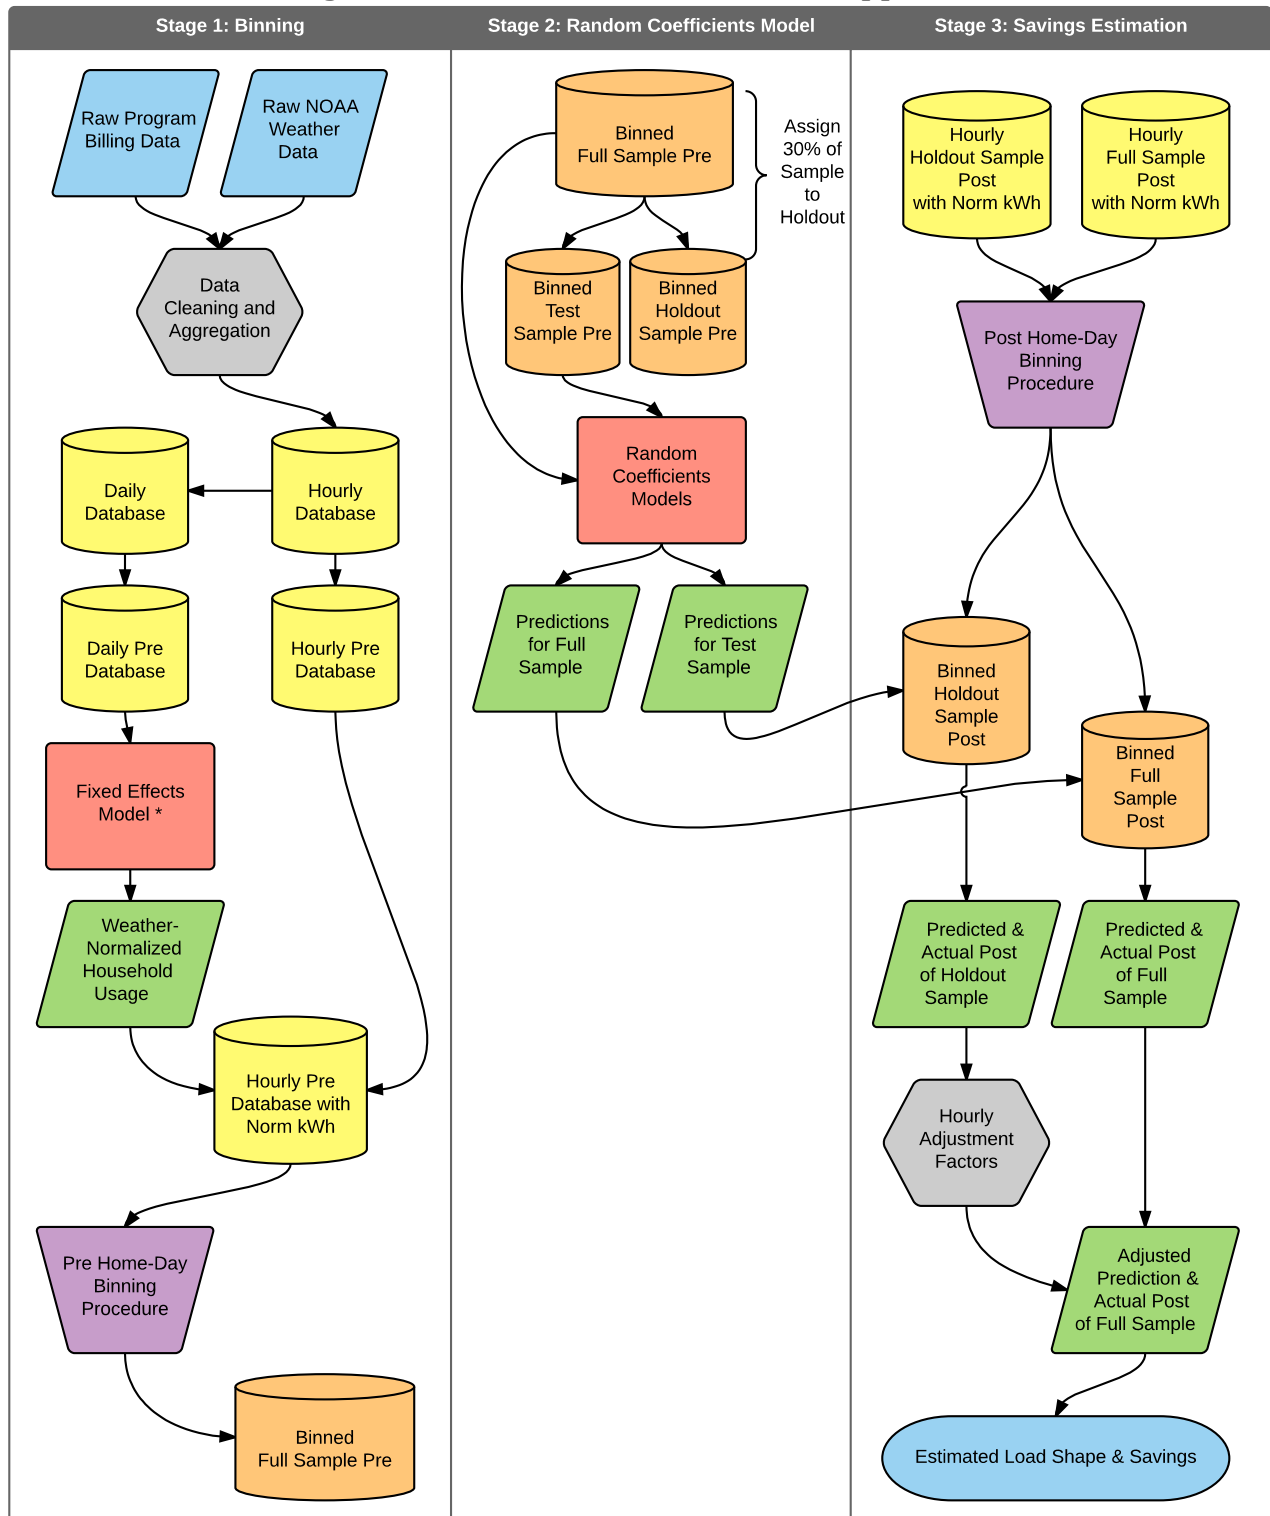 Stage 1: Binning
Stage 2: Random Coefficients Model
Stage 3: Savings Estimation
Raw Program
Billing Data
Raw NOAA
Weather
Data
Data
Cleaning and
Aggregation
Daily
Database
Hourly
Database
Daily Pre
Database
Hourly Pre
Database
Fixed Effects
Model *
Weather-
Normalized
Household
Usage
Hourly Pre
Database with
Norm kWh
Pre Home-Day
Binning
Procedure
Binned
Full Sample Pre
Binned
Full Sample Pre
Assign
30% of
Sample
to
Holdout
Binned
Test
Sample Pre
Binned
Holdout
Sample Pre
Random
Coefficients
Models
Predictions
for Full
Sample
Predictions
for Test
Sample
Hourly
Holdout Sample
Post
with Norm kWh
Hourly
Full Sample
Post
with Norm kWh
Post Home-Day
Binning
Procedure
Binned
Holdout
Sample
Post
Binned
Full
Sample
Post
Predicted &
Actual Post
of Holdout
Sample
Predicted &
Actual Post
of Full
Sample
Hourly
Adjustment
Factors
Adjusted
Prediction &
Actual Post
of Full Sample
Estimated Load Shape & Savings